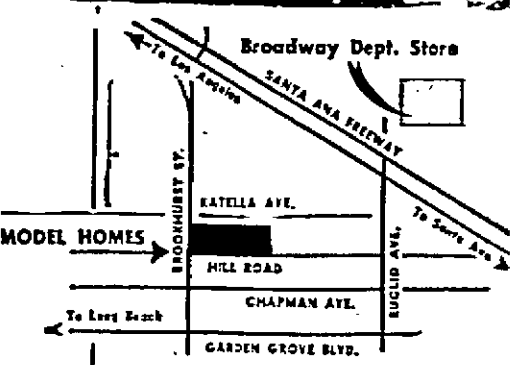 Broadway Dept. Store
To Los Angeles
SANTA ANA FREEWAY
KATELLA AVE.
BROOKHURST ST.
EUCLID AVE.
To Santa Ana
MODEL HOMES
HILL ROAD
CHAPMAN AVE.
To Long Beach
GARDEN GROVE BLVD.